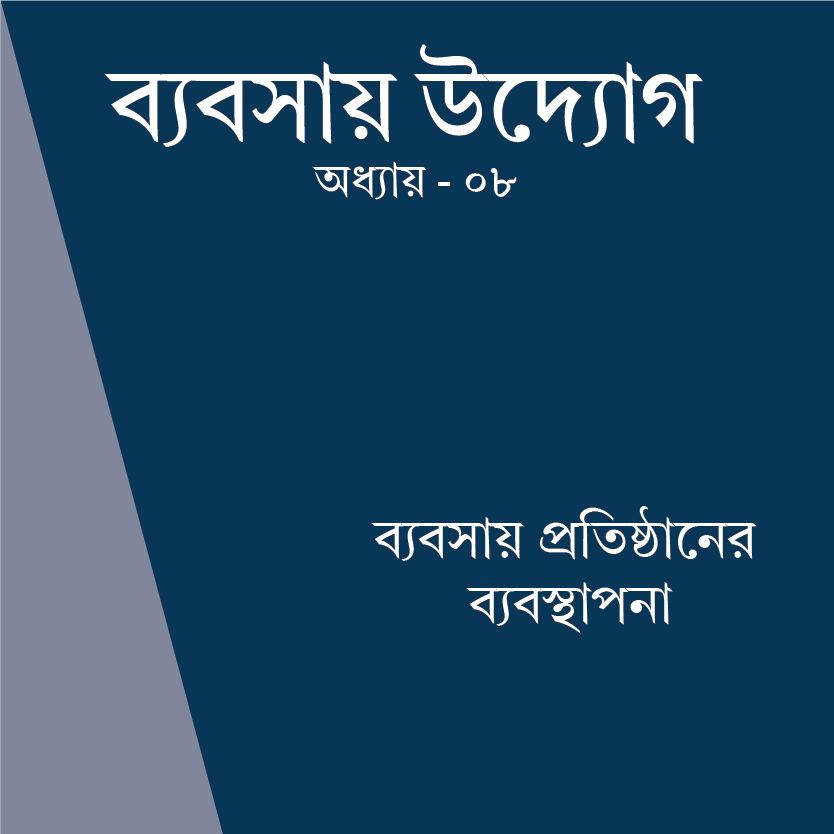 ব্যবসায় উদ্যোগ
অধ্যায় - ০৮
ব্যবসায় প্রতিষ্ঠানের
ব্যবস্থাপনা